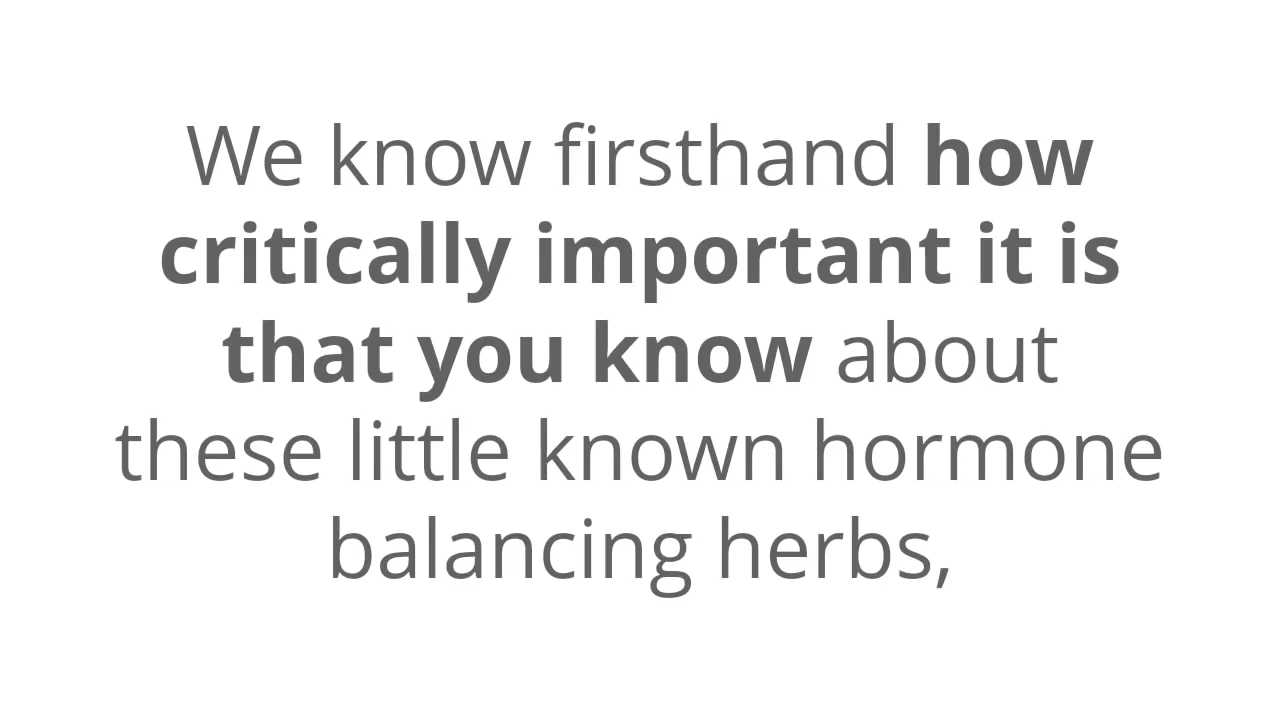 We know firsthand how
critically important it is
that you know about
these little known hormone
balancing herbs,